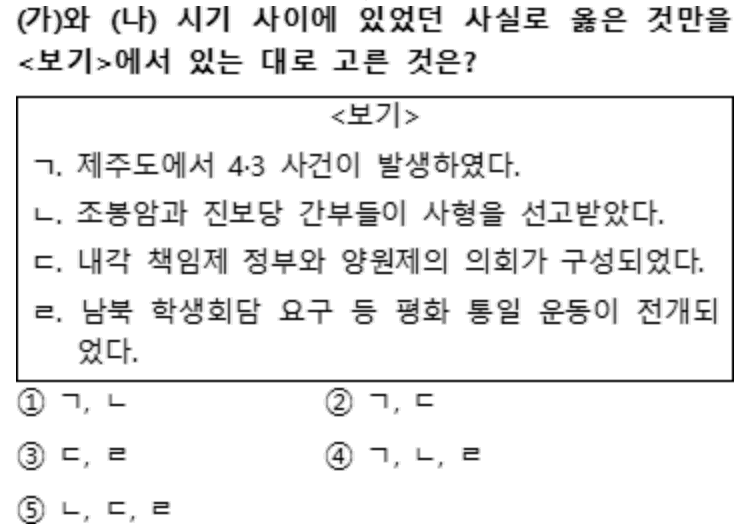 (가)와 (나) 시기 사이에 있었던 사실로 옳은 것만을
<보기>에서 있는 대로 고른 것은?
<보기>
ㄱ. 제주도에서 4·3 사건이 발생하였다.
ㄴ. 조봉암과 진보당 간부들이 사형을 선고받았다.
ㄷ. 내각 책임제 정부와 양원제의 의회가 구성되었다.
ㄹ. 남북 학생회담 요구 등 평화 통일 운동이 전개되
었다.
① ㄱ, ㄴ ② ㄱ, ㄷ
③ ㄷ, ㄹ ④ ㄱ, ㄴ, ㄹ
⑤ ㄴ, ㄷ, ㄹ